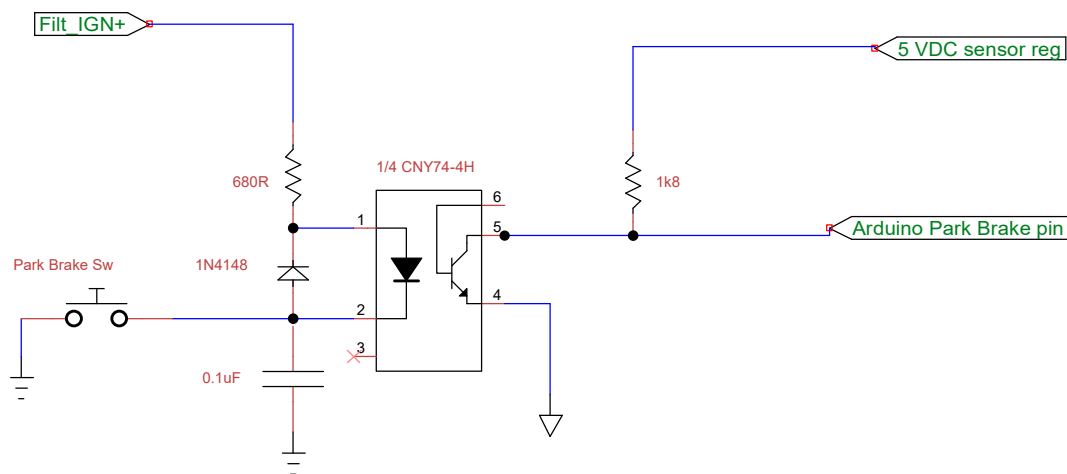 Filt_IGN+
5 VDC sensor reg
1/4 CNY74-4H
680R
1k8
6
1
5
Arduino Park Brake pin
Park Brake Sw
1N4148
4
2
3
0.1uF